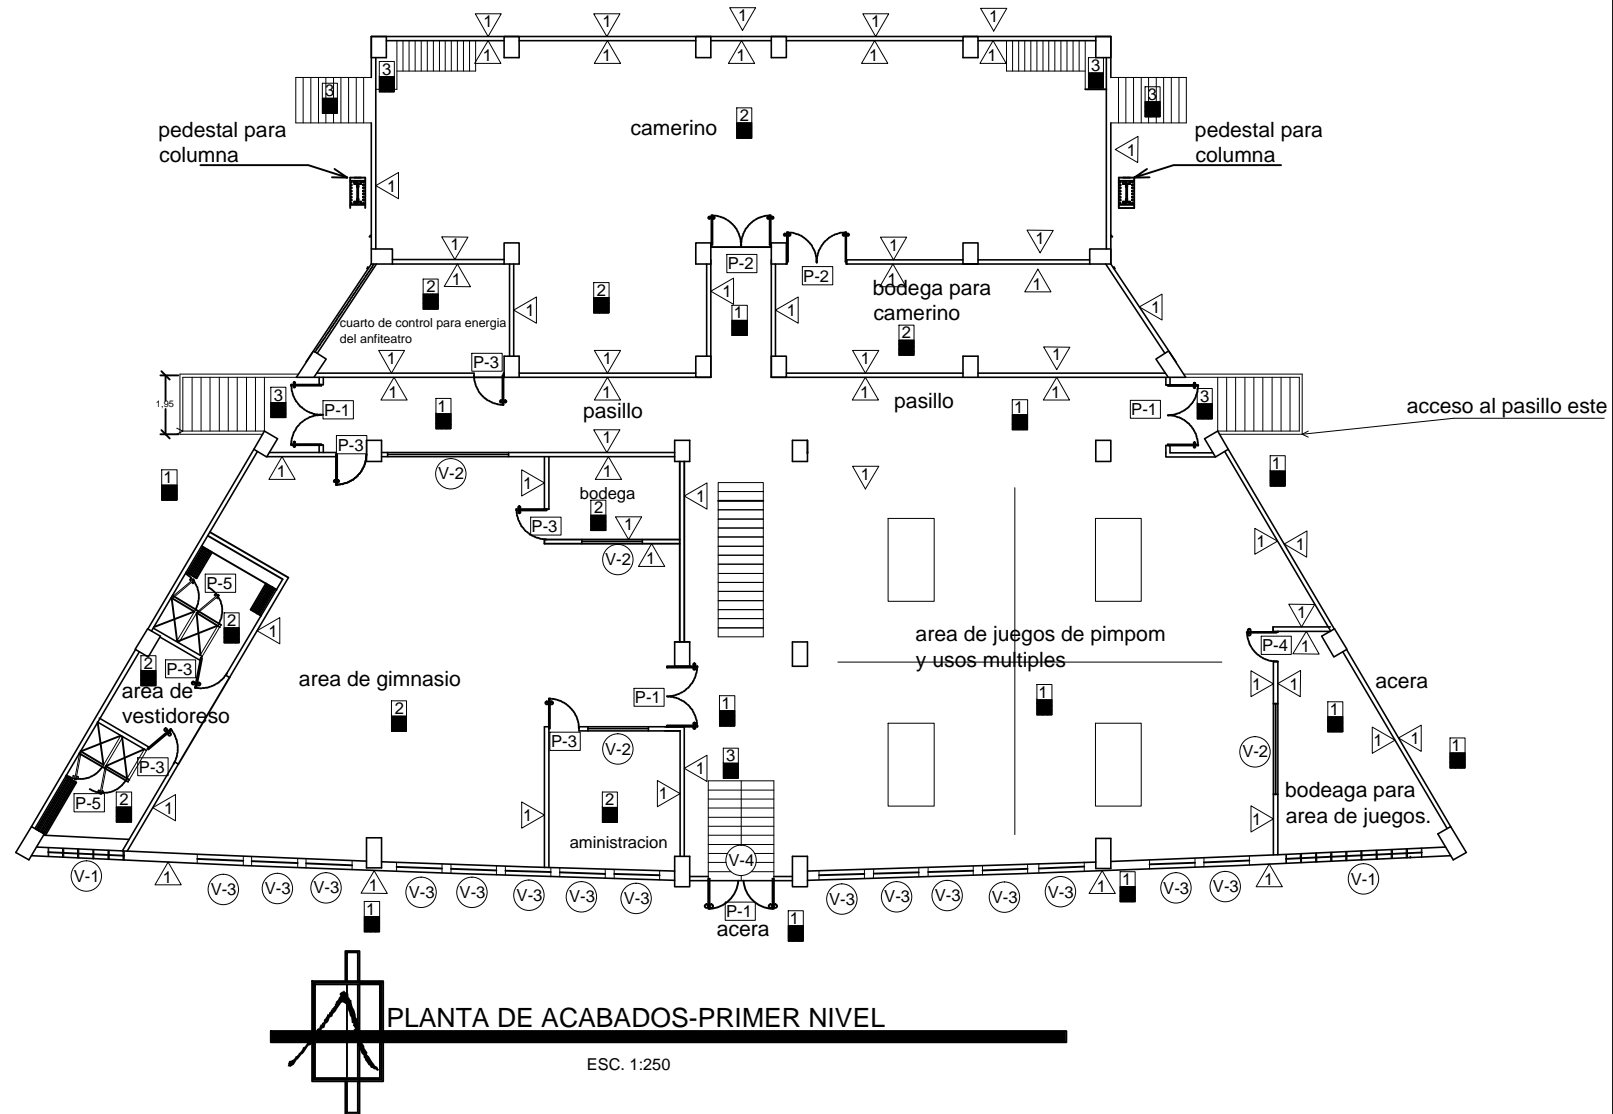 1 1 1 1 1
1 1 1 1 1
3 3
3 3
2
camerino
pedestal para
columna
pedestal para
columna
1
1
1 1 1
P-2
P-2
1 1 1
2
2
1
1
1
1
1
bodega para
camerino
2
cuarto de control para energia
del anfiteatro
1 1 1 1
P-3
1 1 1 1
1,95
3
P-1
1
pasillo
pasillo
1
P-1
3
acceso al pasillo este
P-3
1
1
1
V-2
1
1
1
1
bodega
2
1
P-3
1
V-2
1
1
1
P-5
2
1
1
P-4
1
area de juegos de pimpom
y usos multiples
2
P-3
area de
vestidoreso
area de gimnasio
2
P-1
1
1
1
1
acera
1
1
1
1
P-3
V-2
V-2
P-3
P-5
2
1
1
2
1
1
3
aministracion
bodeaga para
area de juegos.
1
V-4
V-1
1
V-3 V-3 V-3
1
V-3 V-3 V-3 V-3 V-3
P-1
V-3 V-3 V-3 V-3 V-3
1
1
V-3 V-3
1
V-1
1
acera
1
PLANTA DE ACABADOS-PRIMER NIVEL
ESC. 1:250